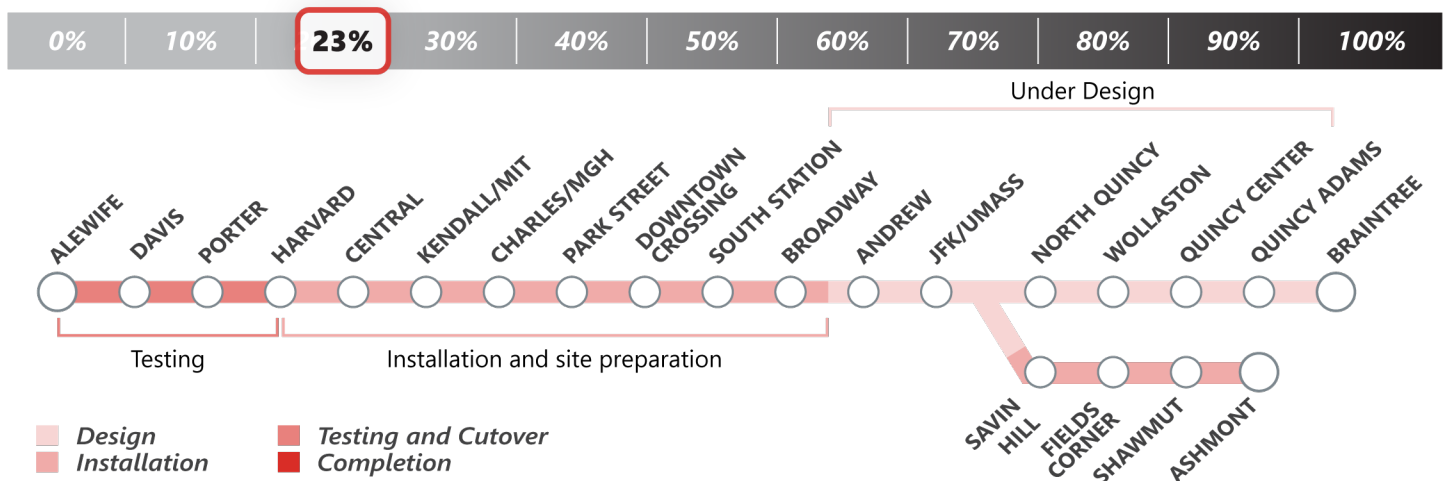 0%
10%
23%
30%
40%
50%
60%
70%
80%
90%
100%
Under Design
ALEWIFE
DAVIS
PORTER
HARVARD
CENTRAL
KENDALL/MIT
CHARLES/MGH
PARK STREET
DOWNTOWN
CROSSING
SOUTH STATION
BROADWAY
ANDREW
JFK/UMASS
NORTH QUINCY
WOLLASTON
QUINCY CENTER
QUINCY ADAMS
BRAINTREE
Testing
Installation and site preparation
SAVIN
HILL
FIELDS
CORNER
SHAWMUT
ASHMONT
Design
Installation
Testing and Cutover
Completion